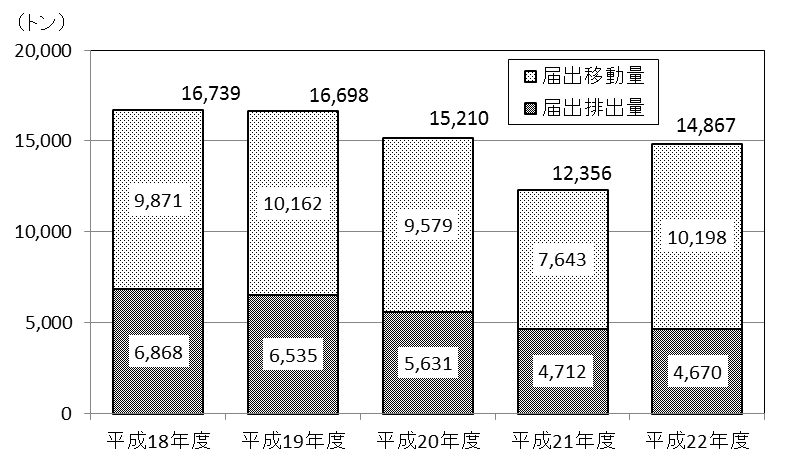 （トン）
20,000
15,000
10,000
5,000
0
届出移動量
届出排出量
16,739
16,698
15,210
12,356
14,867
9,871
10,162
9,579
7,643
10,198
6,868
6,535
5,631
4,712
4,670
平成18年度
平成19年度
平成20年度
平成21年度
平成22年度